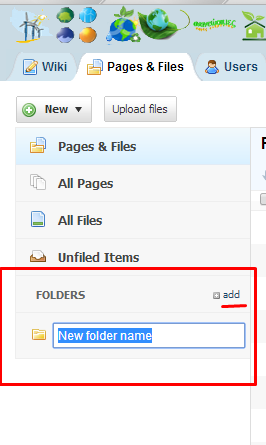 Wiki Pages & Files Users
New Upload files
Pages & Files
All Pages
All Files
Unfiled Items
FOLDERS add
New folder name